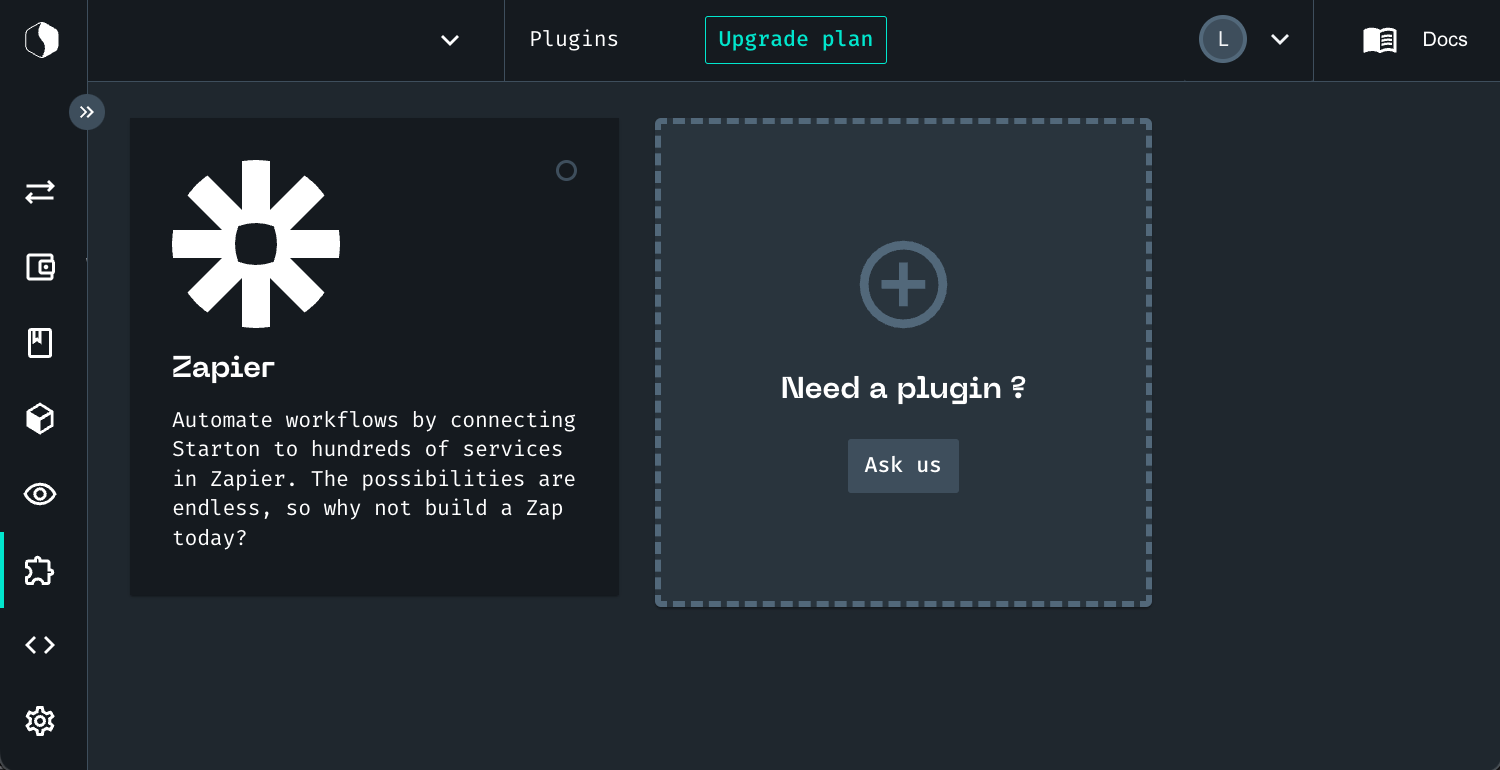 Plugins
Upgrade plan
L
Docs
Zapier
Automate workflows by connecting
Starton to hundreds of services
in Zapier. The possibilities are
endless, so why not build a Zap
today?
Need a plugin ?
Ask us